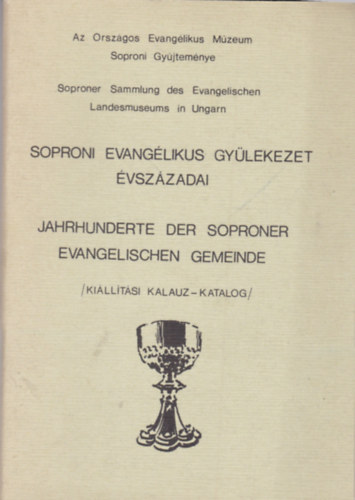 Az Országos Evangélikus Múzeum
Soproni Gyűjteménye
Soproner Sammlung des Evangelischen
Landesmuseums in Ungarn
SOPRONI EVANGÉLIKUS GYÜLEKEZET
ÉVSZÁZADAI
JAHRHUNDERTE DER SOPRONER
EVANGELISCHEN GEMEINDE
/KIÁLLÍTÁSI KALAUZ-KATALOG/